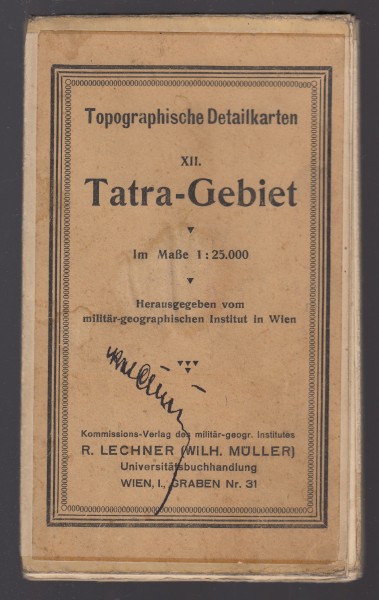 Topographische Detailkarten
XII.
Tatra-Gebiet
Im Maße 1:25.000
Herausgegeben vom
militär-geographischen Institut in Wien
Kommissions-Verlag des militär-geogr. Institutes
R. LECHNER (WILH. MÜLLER)
Universitätsbuchhandlung
WIEN, I., GRABEN Nr. 31